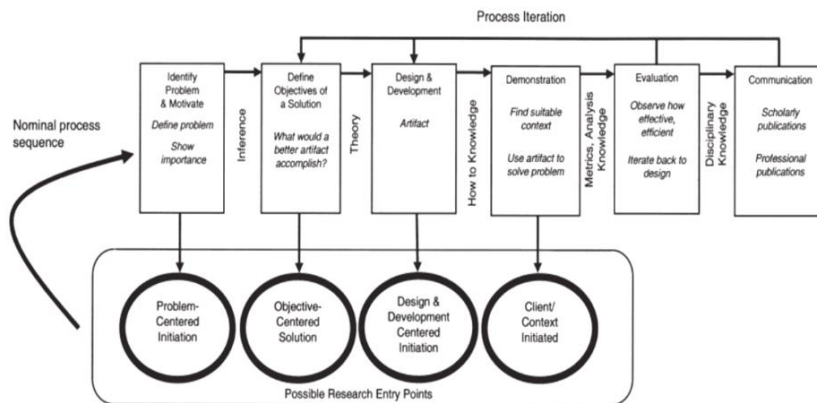 Process Iteration
Nominal process
sequence
Identify
Problem
& Motivate
Define problem
Show
importance
Inference
Define
Objectives of
a Solution
What would a
better artifact
accomplish?
Theory
Design &
Development
Artifact
How to Knowledge
Demonstration
Find suitable
context
Use artifact to
solve problem
Metrics, Analysis
Knowledge
Evaluation
Observe how
effective,
efficient
Iterate back to
design
Disciplinary
Knowledge
Communication
Scholarly
publications
Professional
publications
Problem-
Centered
Initiation
Objective-
Centered
Solution
Design &
Development
Centered
Initiation
Client/
Context
Initiated
Possible Research Entry Points